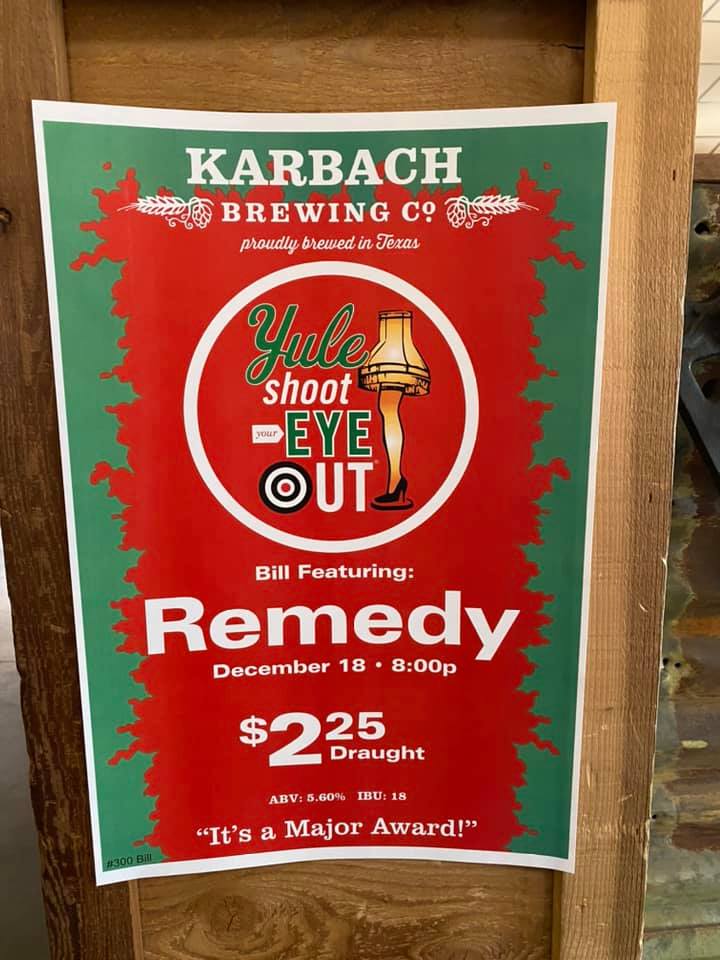 KARBACH
BREWING Cº
proudly brewed in Texas
Yule
shoot
your EYE
OUT
Bill Featuring:
Remedy
December 18 • 8:00p
$2 25
Draught
ABV: 5.60% IBU: 18
“It's a Major Award!”
#300 Bill